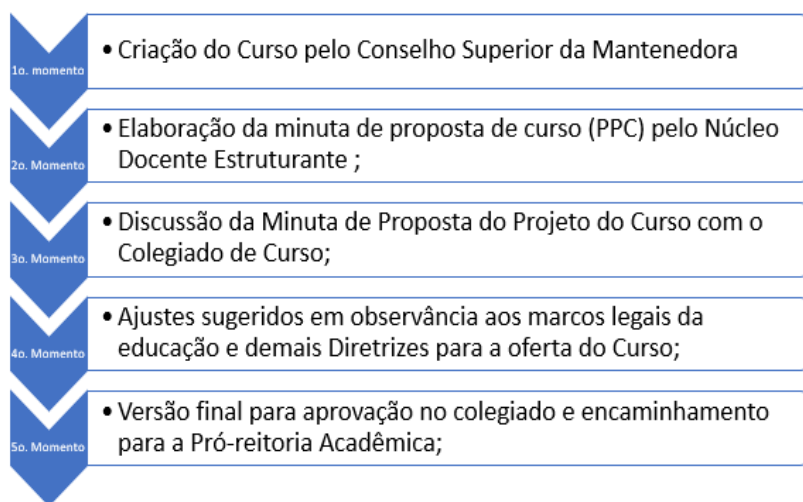 1o. momento
• Criação do Curso pelo Conselho Superior da Mantenedora
2o. Momento
• Elaboração da minuta de proposta de curso (PPC) pelo Núcleo
Docente Estruturante ;
3o. Momento
• Discussão da Minuta de Proposta do Projeto do Curso com o
Colegiado de Curso;
4o. Momento
• Ajustes sugeridos em observância aos marcos legais da
educação e demais Diretrizes para a oferta do Curso;
5o. Momento
• Versão final para aprovação no colegiado e encaminhamento
para a Pró-reitoria Acadêmica;